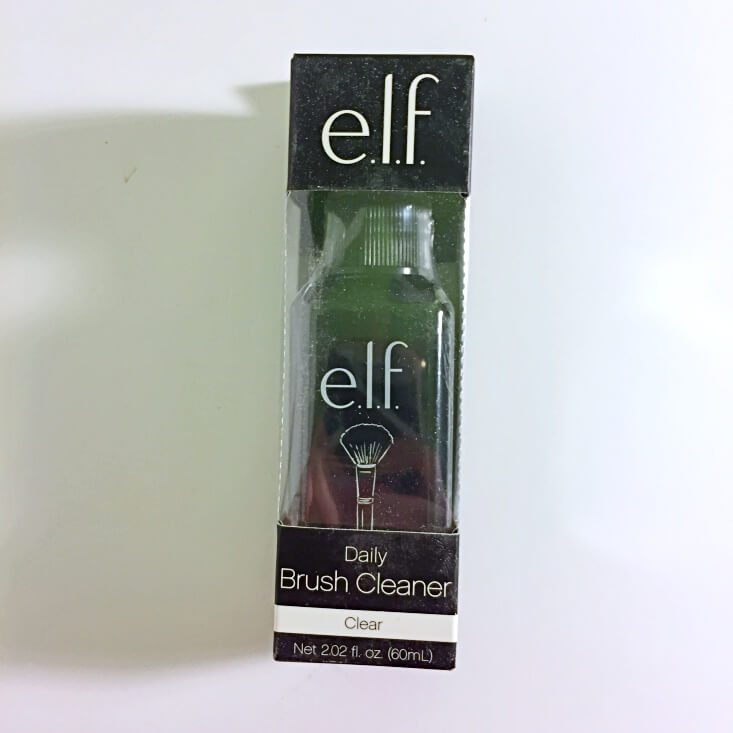 e.l.f.
e.l.f.
Daily
Brush Cleaner
Clear
Net 2.02 fl. oz. (60mL)